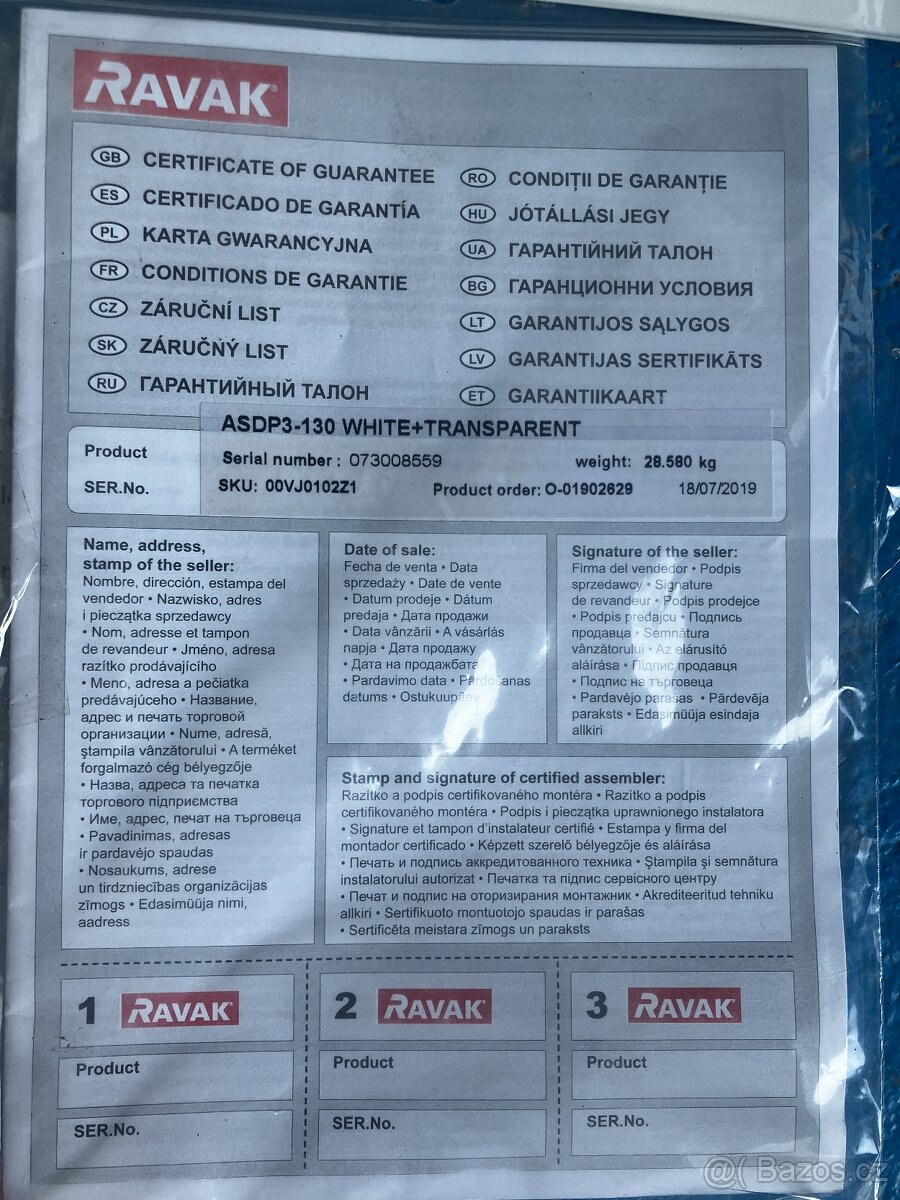 RAVAK
GB CERTIFICATE OF GUARANTEE
ES CERTIFICADO DE GARANTÍA
PL KARTA GWARANCYJNA
FR CONDITIONS DE GARANTIE
CZ ZÁRUČNÍ LIST
SK ZÁRUČNÝ LIST
RU ГАРАНТИЙНЫЙ ТАЛОН
RO CONDIŢII DE GARANŢIE
HU JÓTÁLLÁSI JEGY
UA ГАРАНТІЙНИЙ ТАЛОН
BG ГАРАНЦИОННИ УСЛОВИЯ
LT GARANTIJOS SĄLYGOS
LV GARANTIJAS SERTIFIKĀTS
ET GARANTIIKAART
ASDP3-130 WHITE+TRANSPARENT
Product
Serial number : 073008559 weight: 28.580 kg
SER.No.
SKU: 00VJ0102Z1 Product order: O-01902629 18/07/2019
Name, address,
stamp of the seller:
Nombre, dirección, estampa del
vendedor • Nazwisko, adres
i pieczątka sprzedawcy
• Nom, adresse et tampon
de revandeur • Jméno, adresa
razítko prodávajícího
• Meno, adresa a pečiatka
predávajúceho • Название,
адрес и печать торговой
организации • Nume, adresă,
ştampila vânzătorului • A terméket
forgalmazó cég bélyegzője
• Назва, адреса та печатка
торгового підприємства
• Име, адрес, печат на търговеца
• Pavadinimas, adresas
ir pardavėjo spaudas
• Nosaukums, adrese
un tirdzniecības organizācijas
zīmogs • Edasimüüja nimi,
aadress
Date of sale:
Fecha de venta • Data
sprzedaży • Date de vente
• Datum prodeje • Dátum
predaja • Дата продажи
• Data vânzării • A vásárlás
napja • Дата продажу
• Дата на продажбата
• Pardavimo data • Pārdošanas
datums • Ostukuupäev
Signature of the seller:
Firma del vendedor • Podpis
sprzedawcy • Signature
de revandeur • Podpis prodejce
• Podpis predajcu • Подпись
продавца • Semnătura
vânzătorului • Az elárúsító
aláírása • Підпис продавця
• Подпис на търговеца
• Pardavėjo parašas • Pārdevēja
paraksts • Edasimüüja esindaja
allkiri
Stamp and signature of certified assembler:
Razítko a podpis certifikovaného montéra • Razítko a podpis
certifikovaného montéra • Podpis i pieczątka uprawnionego instalatora
• Signature et tampon d'instalateur certifié • Estampa y firma del
montador certificado • Képzett szerelő bélyegzője és aláírása
• Печать и подпись аккредитованного техника • Ştampila şi semnătura
instalatorului autorizat • Печатка та підпис сервісного центру
• Печат и подпис на оторизирания монтажник • Akrediteeritud tehniku
allkiri • Sertifikuoto montuotojo spaudas ir parašas
• Sertificēta meistara zīmogs un paraksts
1 RAVAK
Product
SER.No.
2 RAVAK
Product
SER.No.
3 RAVAK
Product
SER.No.
@( Bazos.cz